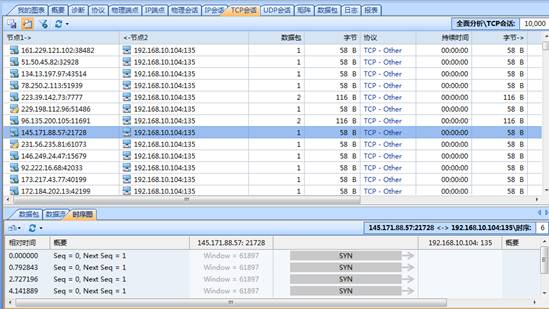 我的图表 概要 诊断 协议 物理端点 IP端点 物理会话 IP会话 TCP会话 UDP会话 矩阵 数据包 日志 报表
全面分析\TCP会话: 10,000
节点1-> <-节点2 数据包 字节 协议 持续时间 字节->
161.229.121.102:38482 192.168.10.104:135 1 58 B TCP - Other 00:00:00 58 B
51.50.45.82:32928 192.168.10.104:135 1 58 B TCP - Other 00:00:00 58 B
134.13.197.97:43514 192.168.10.104:135 1 58 B TCP - Other 00:00:00 58 B
78.250.2.113:51939 192.168.10.104:135 1 58 B TCP - Other 00:00:00 58 B
223.39.142.73:7777 192.168.10.104:135 2 116 B TCP - Other 00:00:00 116 B
229.198.112.96:51486 192.168.10.104:135 1 58 B TCP - Other 00:00:00 58 B
96.135.200.105:11691 192.168.10.104:135 2 116 B TCP - Other 00:00:00 116 B
145.171.88.57:21728 192.168.10.104:135 1 58 B TCP - Other 00:00:00 58 B
231.56.235.81:61073 192.168.10.104:135 1 58 B TCP - Other 00:00:00 58 B
146.249.24.47:15679 192.168.10.104:135 1 58 B TCP - Other 00:00:00 58 B
92.222.16.68:42033 192.168.10.104:135 1 58 B TCP - Other 00:00:00 58 B
173.217.43.77:40199 192.168.10.104:135 1 58 B TCP - Other 00:00:00 58 B
172.184.202.13:42199 192.168.10.104:135 1 58 B TCP - Other 00:00:00 58 B
数据包 数据流 时序图
145.171.88.57:21728 <-> 192.168.10.104:135\时序: 6
相对时间 概要 145.171.88.57: 21728 192.168.10.104: 135 概要
0.000000 Seq = 0, Next Seq = 1 Window = 61897 SYN
0.792843 Seq = 0, Next Seq = 1 Window = 61897 SYN
2.727196 Seq = 0, Next Seq = 1 Window = 61897 SYN
4.141889 Seq = 0, Next Seq = 1 Window = 61897 SYN